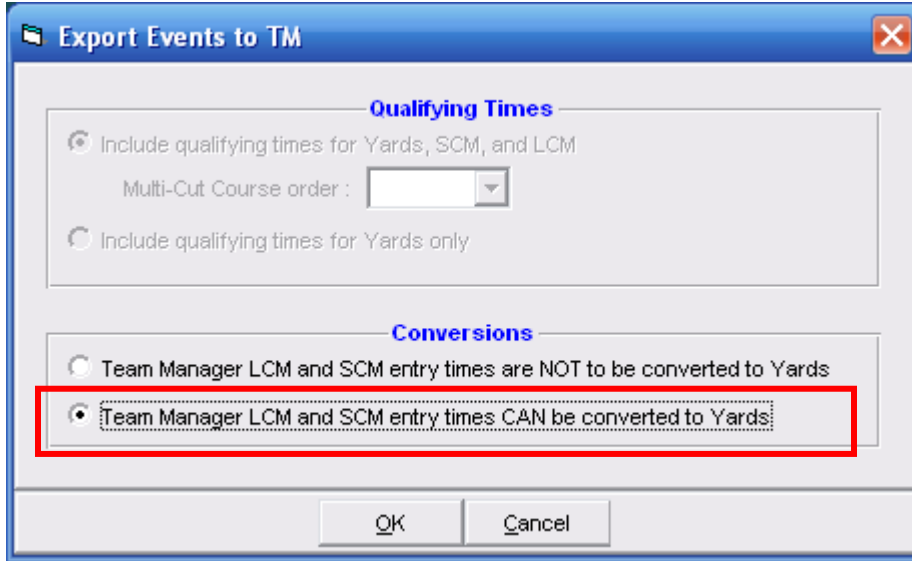 Export Events to TM
Qualifying Times
Include qualifying times for Yards, SCM, and LCM
Multi-Cut Course order :
Include qualifying times for Yards only
Conversions
Team Manager LCM and SCM entry times are NOT to be converted to Yards
Team Manager LCM and SCM entry times CAN be converted to Yards
OK Cancel